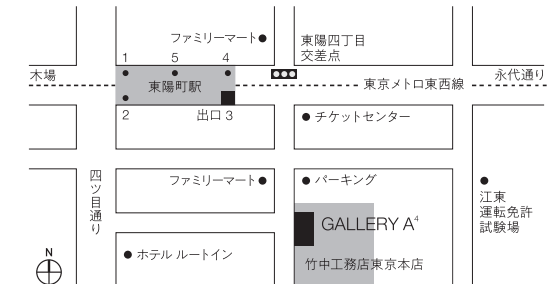 ファミリーマート
東陽四丁目
交差点
1 5 4
木場
永代通り
東陽町駅
東京メトロ東西線
2
出口 3
チケットセンター
四ツ目通り
ファミリーマート
パーキング
江東
運転免許
試験場
GALLERY A⁴
ホテル ルートイン
竹中工務店東京本店
N